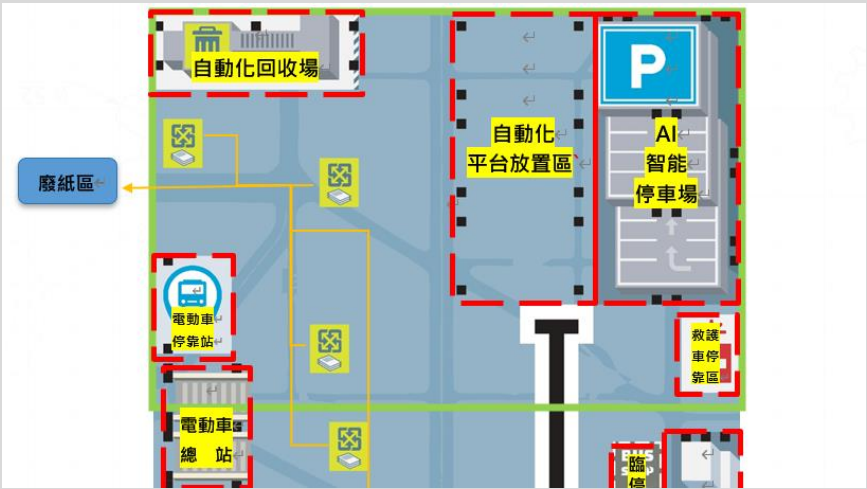 自動化回收場
P
自動化
平台放置區
AI
智能
停車場
廢紙區
電動車
停靠站
救護
車停
靠區
電動車
總 站
BUS
臨
停